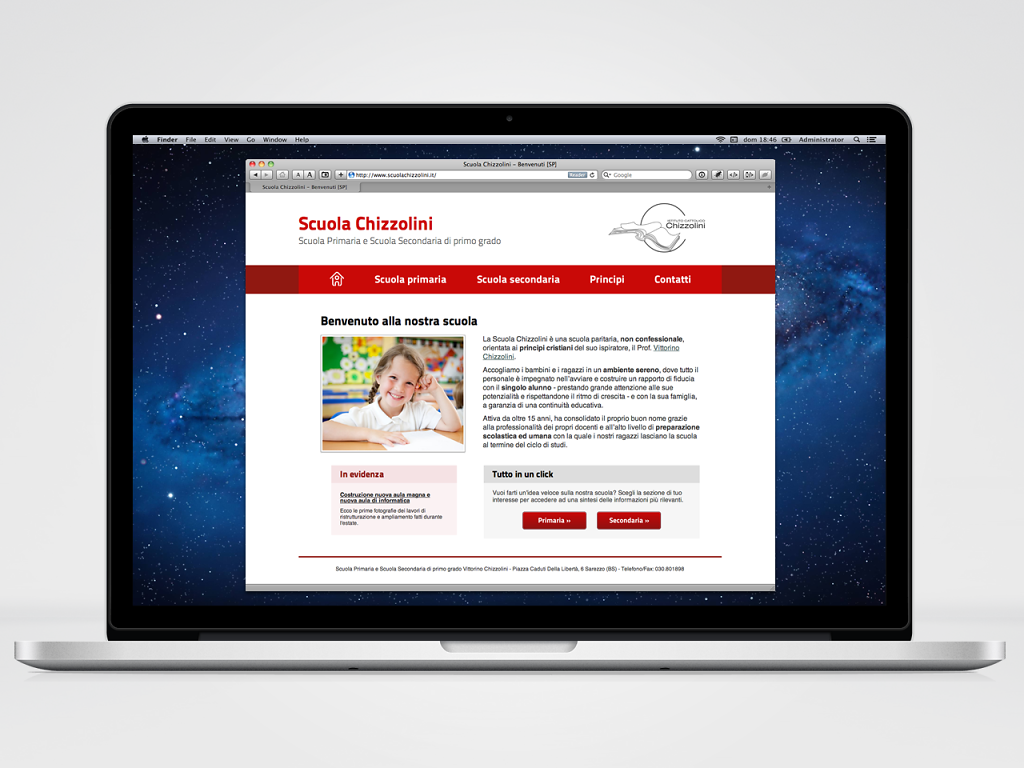 Finder File Edit View Go Window Help dom 18:46 Administrator
Scuola Chizzolini – Benvenuti [SP]
A A http://www.scuolachizzolini.it/ Reader Google
Scuola Chizzolini – Benvenuti [SP]
Scuola Chizzolini
Scuola Primaria e Scuola Secondaria di primo grado
ISTITUTO CATTOLICO
Chizzolini
Scuola primaria Scuola secondaria Principi Contatti
Benvenuto alla nostra scuola
La Scuola Chizzolini è una scuola paritaria, non confessionale,
orientata ai principi cristiani del suo ispiratore, il Prof. Vittorino
Chizzolini.
Accogliamo i bambini e i ragazzi in un ambiente sereno, dove tutto il
personale è impegnato nell'avviare e costruire un rapporto di fiducia
con il singolo alunno - prestando grande attenzione alle sue
potenzialità e rispettandone il ritmo di crescita - e con la sua famiglia,
a garanzia di una continuità educativa.
Attiva da oltre 15 anni, ha consolidato il proprio buon nome grazie
alla professionalità dei propri docenti e all'alto livello di preparazione
scolastica ed umana con la quale i nostri ragazzi lasciano la scuola
al termine del ciclo di studi.
In evidenza
Costruzione nuova aula magna e
nuova aula di informatica
Ecco le prime fotografie dei lavori di
ristrutturazione e ampliamento fatti durante
l'estate.
Tutto in un click
Vuoi farti un'idea veloce sulla nostra scuola? Scegli la sezione di tuo
interesse per accedere ad una sintesi delle informazioni più rilevanti.
Primaria » Secondaria »
Scuola Primaria e Scuola Secondaria di primo grado Vittorino Chizzolini - Piazza Caduti Della Libertà, 6 Sarezzo (BS) - Telefono/Fax: 030.801898